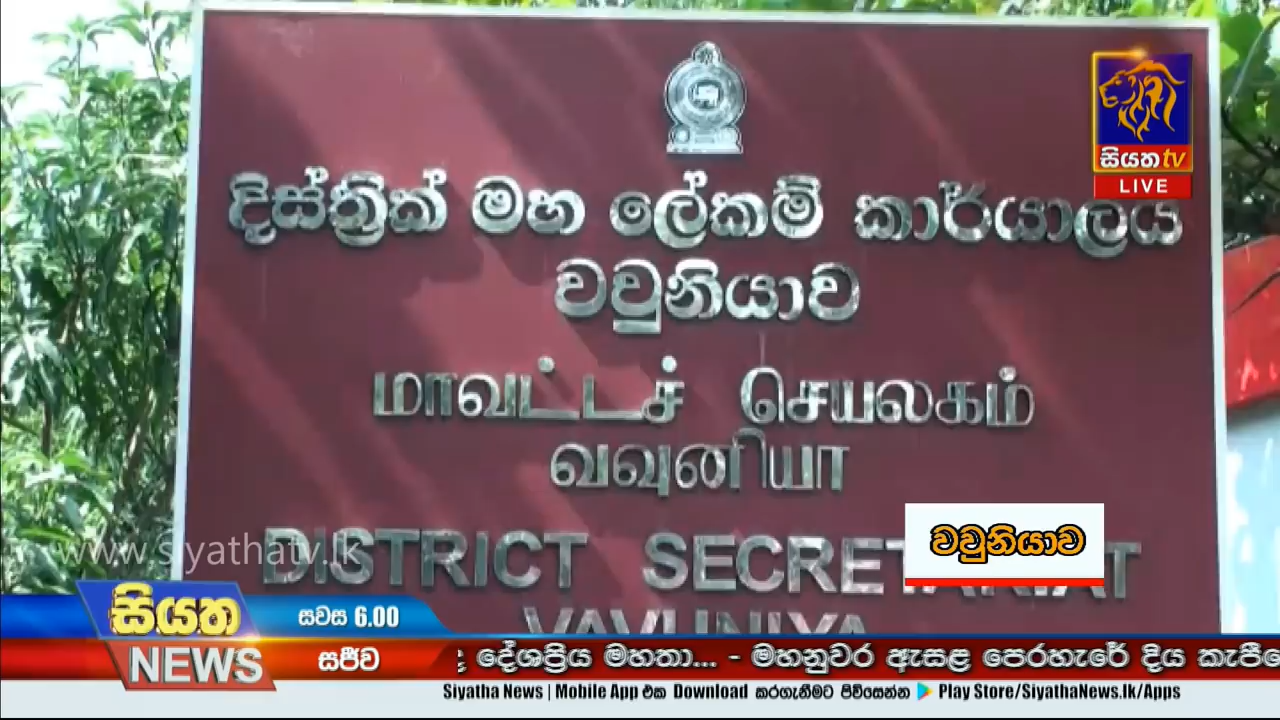 සියත tv
LIVE
දිස්ත්‍රික් මහ ලේකම් කාර්යාලය
වවුනියාව
மாவட்டச் செயலகம்
வவுனியா
DISTRICT SECRETARIAT
VAVUNIYA
වවුනියාව
www.siyathatv.lk
සියත
NEWS
සවස 6.00
සජීව
දේශප්‍රිය මහතා... - මහනුවර ඇසළ පෙරහැරේ දිය
Siyatha News | Mobile App එක Download කරගැනීමට පිවිසෙන්න Play Store/SiyathaNews.lk/Apps